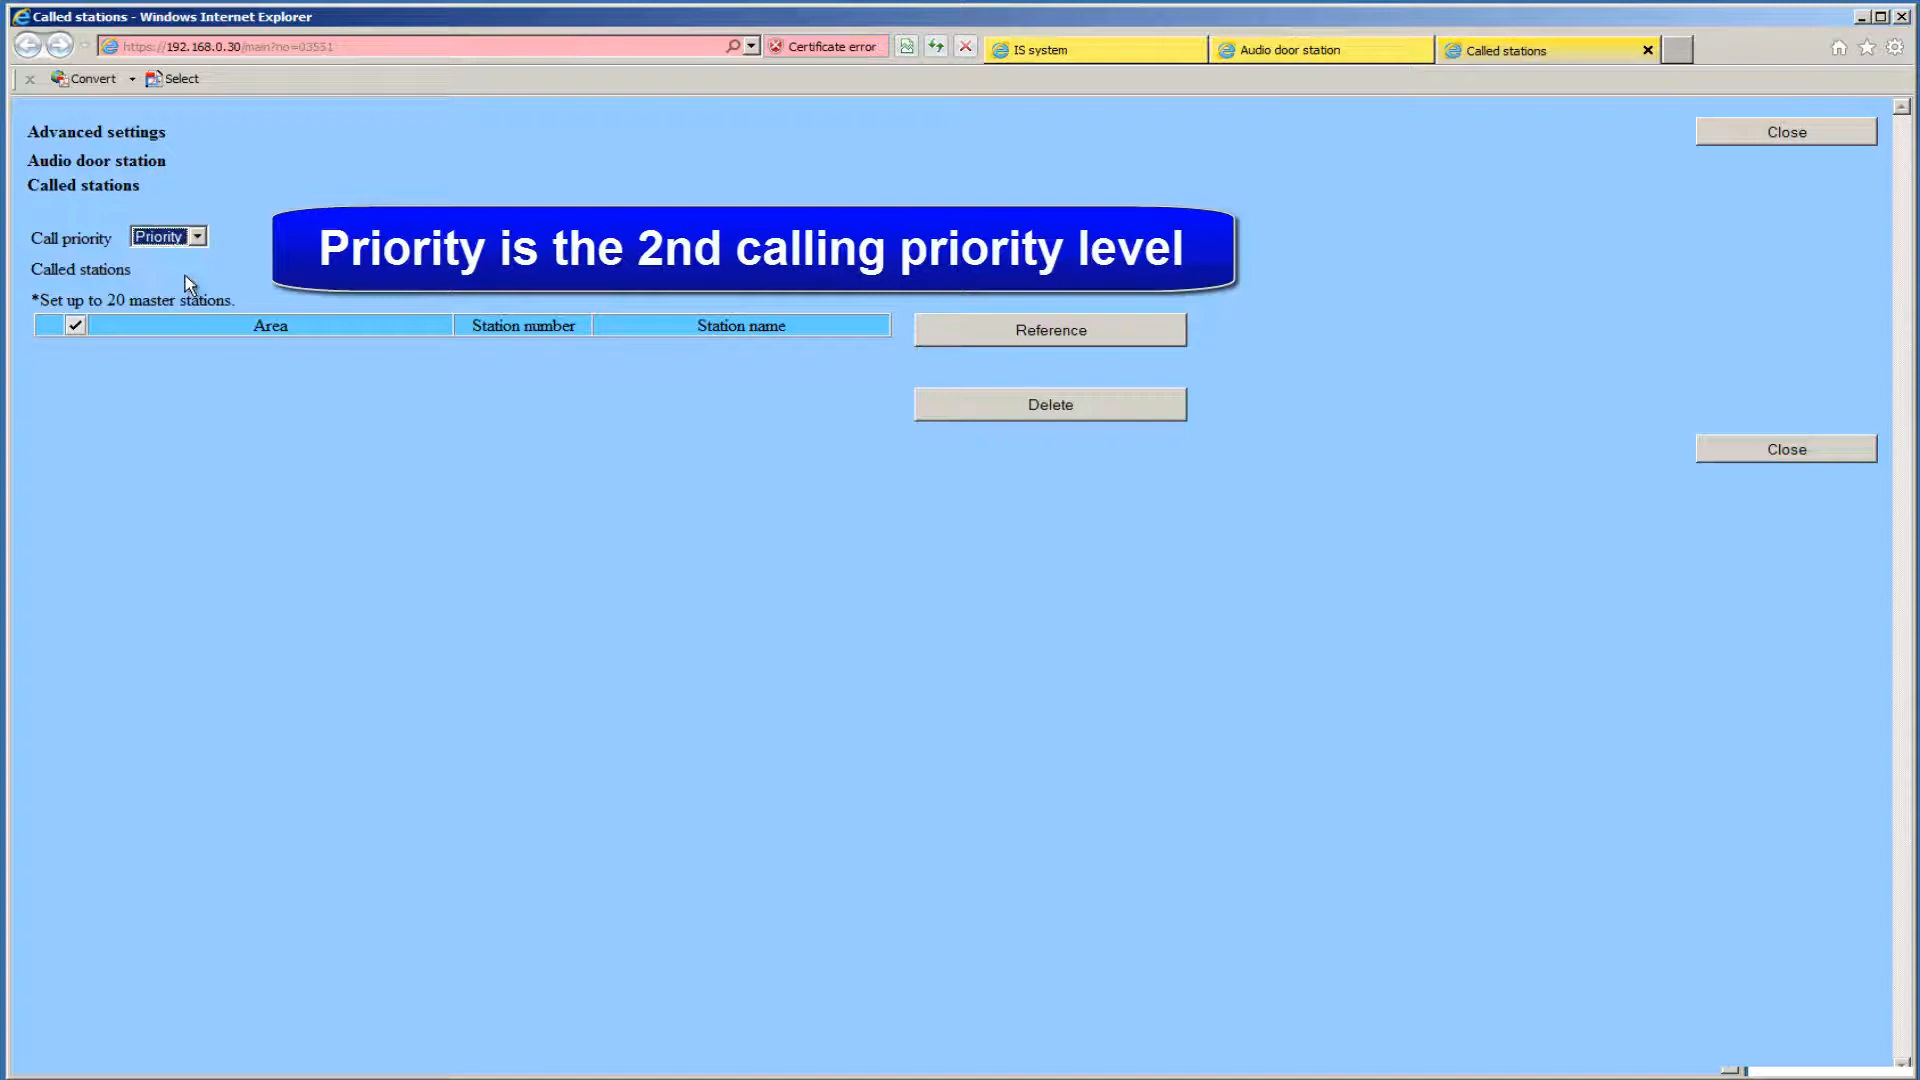 Called stations - Windows Internet Explorer
https://192.168.0.30/main?no=03551
Certificate error
IS system
Audio door station
Called stations
Convert
Select
Advanced settings
Close
Audio door station
Called stations
Call priority
Priority
Priority is the 2nd calling priority level
Called stations
*Set up to 20 master stations.
Area
Station number
Station name
Reference
Delete
Close